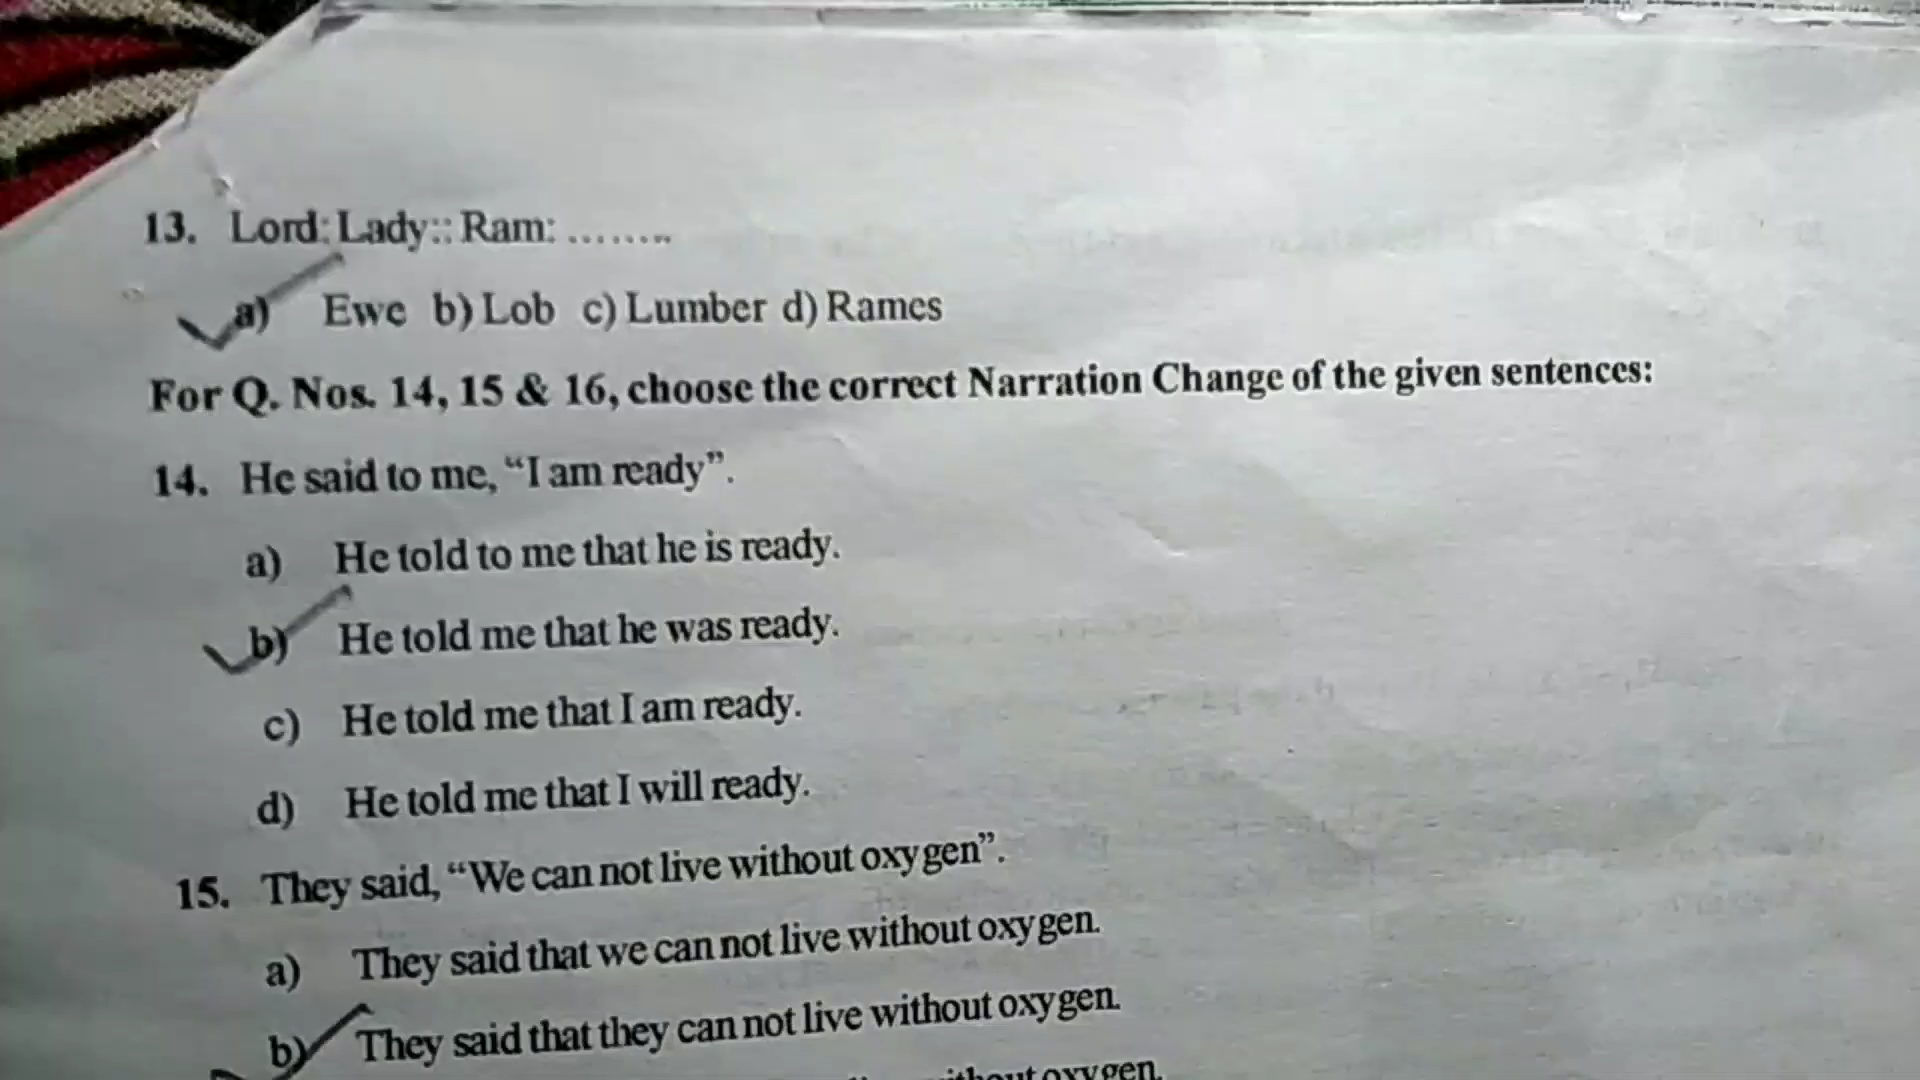 13. Lord: Lady:: Ram: ........
a) Ewe b) Lob c) Lumber d) Rames
For Q. Nos. 14, 15 & 16, choose the correct Narration Change of the given sentences:
14. He said to me, “I am ready”.
a) He told to me that he is ready.
b) He told me that he was ready.
c) He told me that I am ready.
d) He told me that I will ready.
15. They said, “We can not live without oxygen”.
a) They said that we can not live without oxygen.
b) They said that they can not live without oxygen.
without oxygen.